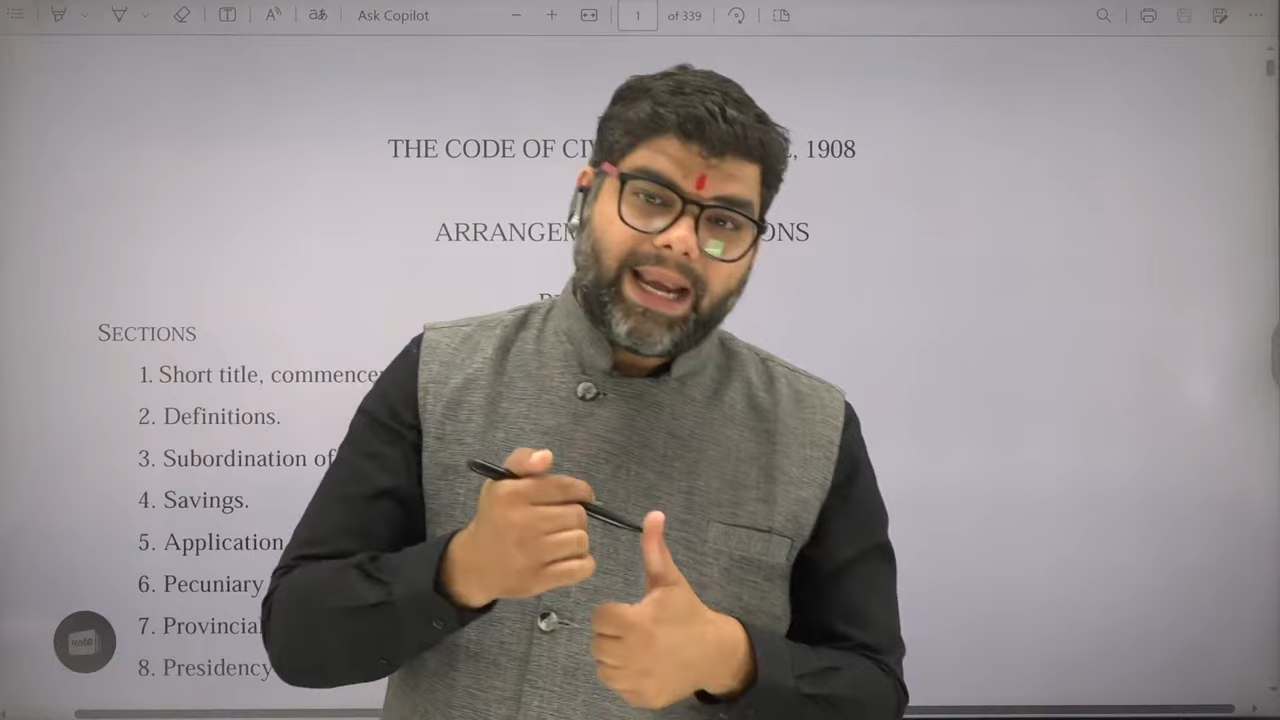 Ask Copilot 1 of 339
THE CODE OF CI , 1908
ARRANGEM ONS
SECTIONS
1. Short title, commence
2. Definitions.
3. Subordination of
4. Savings.
5. Application
6. Pecuniary
7. Provincial
8. Presidency